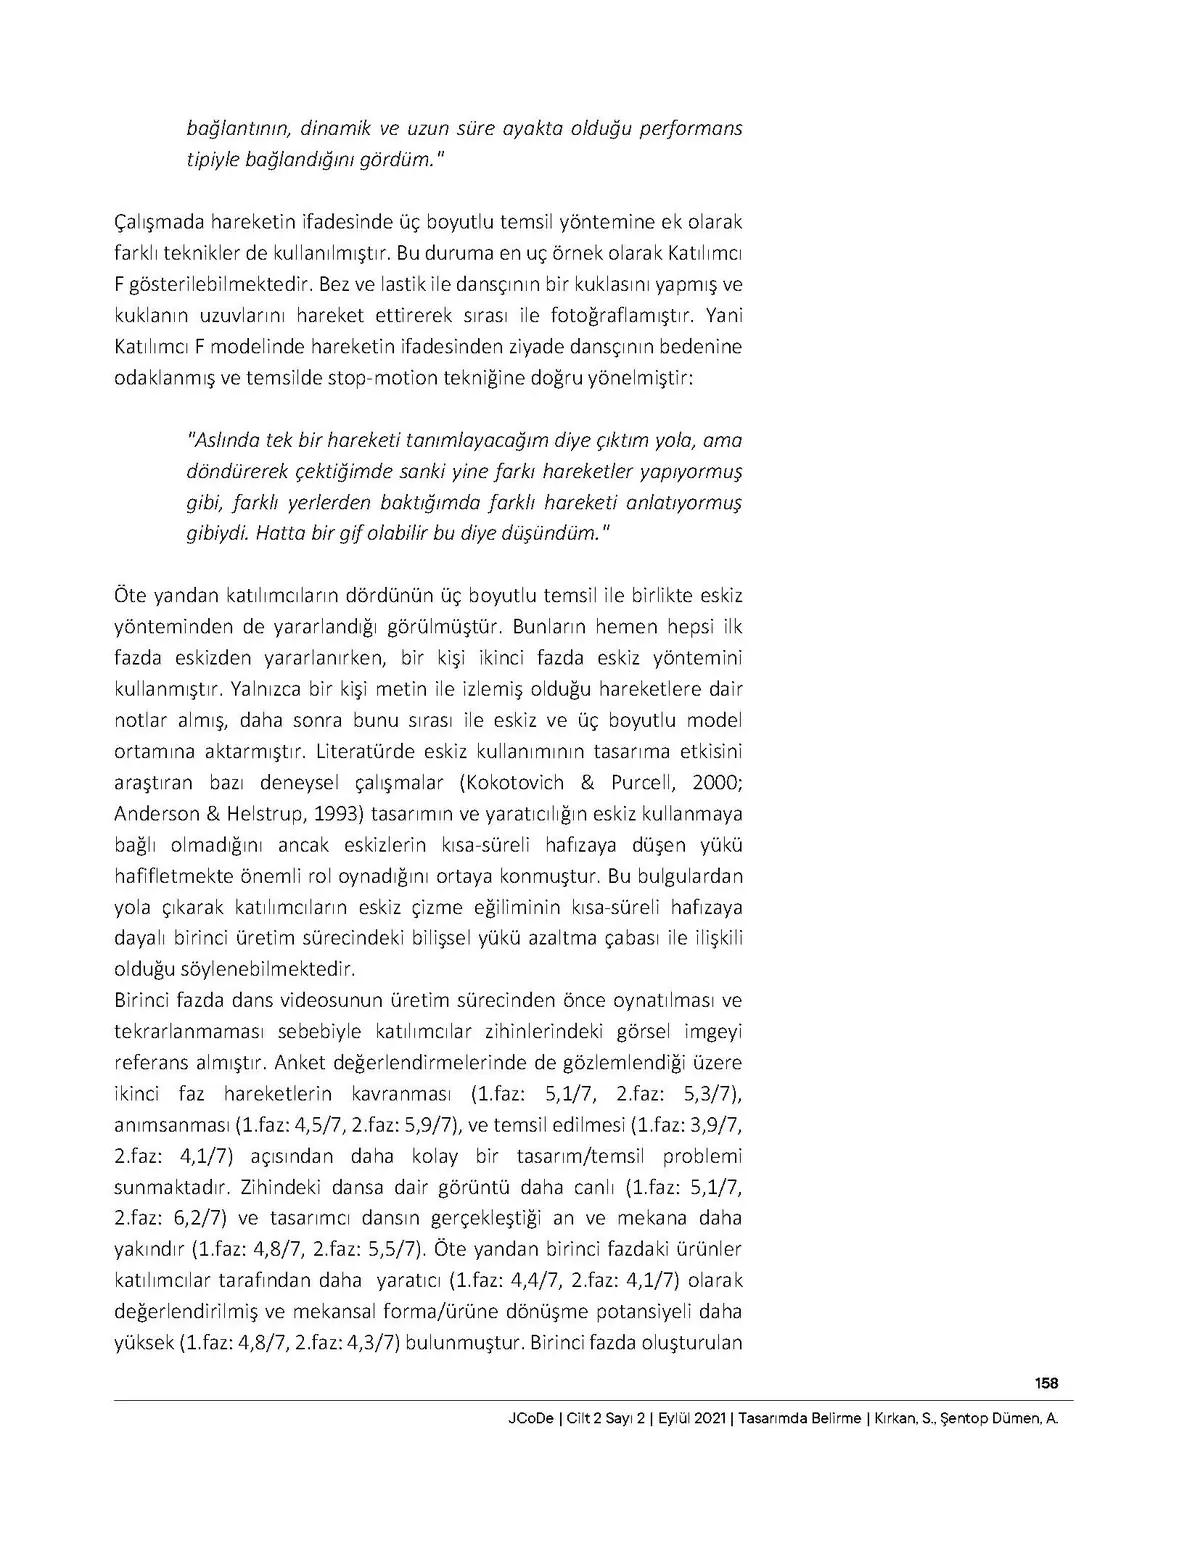 bağlantının, dinamik ve uzun süre ayakta olduğu performans
tipiyle bağlandığını gördüm."
Çalışmada hareketin ifadesinde üç boyutlu temsil yöntemine ek olarak
farklı teknikler de kullanılmıştır. Bu duruma en uç örnek olarak Katılımcı
F gösterilebilmektedir. Bez ve lastik ile dansçının bir kuklasını yapmış ve
kuklanın uzuvlarını hareket ettirerek sırası ile fotoğraflamıştır. Yani
Katılımcı F modelinde hareketin ifadesinden ziyade dansçının bedenine
odaklanmış ve temsilde stop-motion tekniğine doğru yönelmiştir:
"Aslında tek bir hareketi tanımlayacağım diye çıktım yola, ama
döndürerek çektiğimde sanki yine farkı hareketler yapıyormuş
gibi, farklı yerlerden baktığımda farklı hareketi anlatıyormuş
gibiydi. Hatta bir gif olabilir bu diye düşündüm."
Öte yandan katılımcıların dördünün üç boyutlu temsil ile birlikte eskiz
yönteminden de yararlandığı görülmüştür. Bunların hemen hepsi ilk
fazda eskizden yararlanırken, bir kişi ikinci fazda eskiz yöntemini
kullanmıştır. Yalnızca bir kişi metin ile izlemiş olduğu hareketlere dair
notlar almış, daha sonra bunu sırası ile eskiz ve üç boyutlu model
ortamına aktarmıştır. Literatürde eskiz kullanımının tasarıma etkisini
araştıran bazı deneysel çalışmalar (Kokotovich & Purcell, 2000;
Anderson & Helstrup, 1993) tasarımın ve yaratıcılığın eskiz kullanmaya
bağlı olmadığını ancak eskizlerin kısa-süreli hafızaya düşen yükü
hafifletmekte önemli rol oynadığını ortaya konmuştur. Bu bulgulardan
yola çıkarak katılımcıların eskiz çizme eğiliminin kısa-süreli hafızaya
dayalı birinci üretim sürecindeki bilişsel yükü azaltma çabası ile ilişkili
olduğu söylenebilmektedir.
Birinci fazda dans videosunun üretim sürecinden önce oynatılması ve
tekrarlanmaması sebebiyle katılımcılar zihinlerindeki görsel imgeyi
referans almıştır. Anket değerlendirmelerinde de gözlemlendiği üzere
ikinci faz hareketlerin kavranması (1.faz: 5,1/7, 2.faz: 5,3/7),
anımsanması (1.faz: 4,5/7, 2.faz: 5,9/7), ve temsil edilmesi (1.faz: 3,9/7,
2.faz: 4,1/7) açısından daha kolay bir tasarım/temsil problemi
sunmaktadır. Zihindeki dansa dair görüntü daha canlı (1.faz: 5,1/7,
2.faz: 6,2/7) ve tasarımcı dansın gerçekleştiği an ve mekana daha
yakındır (1.faz: 4,8/7, 2.faz: 5,5/7). Öte yandan birinci fazdaki ürünler
katılımcılar tarafından daha yaratıcı (1.faz: 4,4/7, 2.faz: 4,1/7) olarak
değerlendirilmiş ve mekansal forma/ürüne dönüşme potansiyeli daha
yüksek (1.faz: 4,8/7, 2.faz: 4,3/7) bulunmuştur. Birinci fazda oluşturulan
158
JCoDe | Cilt 2 Sayı 2 | Eylül 2021 | Tasarımda Belirme | Kırkan, S., Şentop Dümen, A.